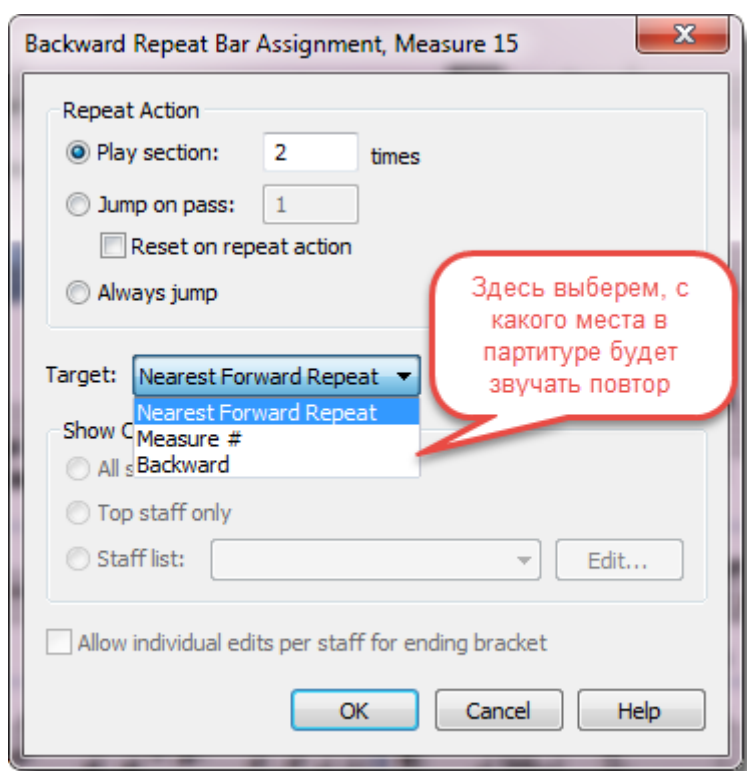 Backward Repeat Bar Assignment, Measure 15
Repeat Action
Play section: 2 times
Jump on pass: 1
Reset on repeat action
Always jump
Здесь выберем, с
какого места в
партитуре будет
звучать повтор
Target: Nearest Forward Repeat
Nearest Forward Repeat
Measure #
Backward
Show
All
Top staff only
Staff list: Edit...
Allow individual edits per staff for ending bracket
OK Cancel Help